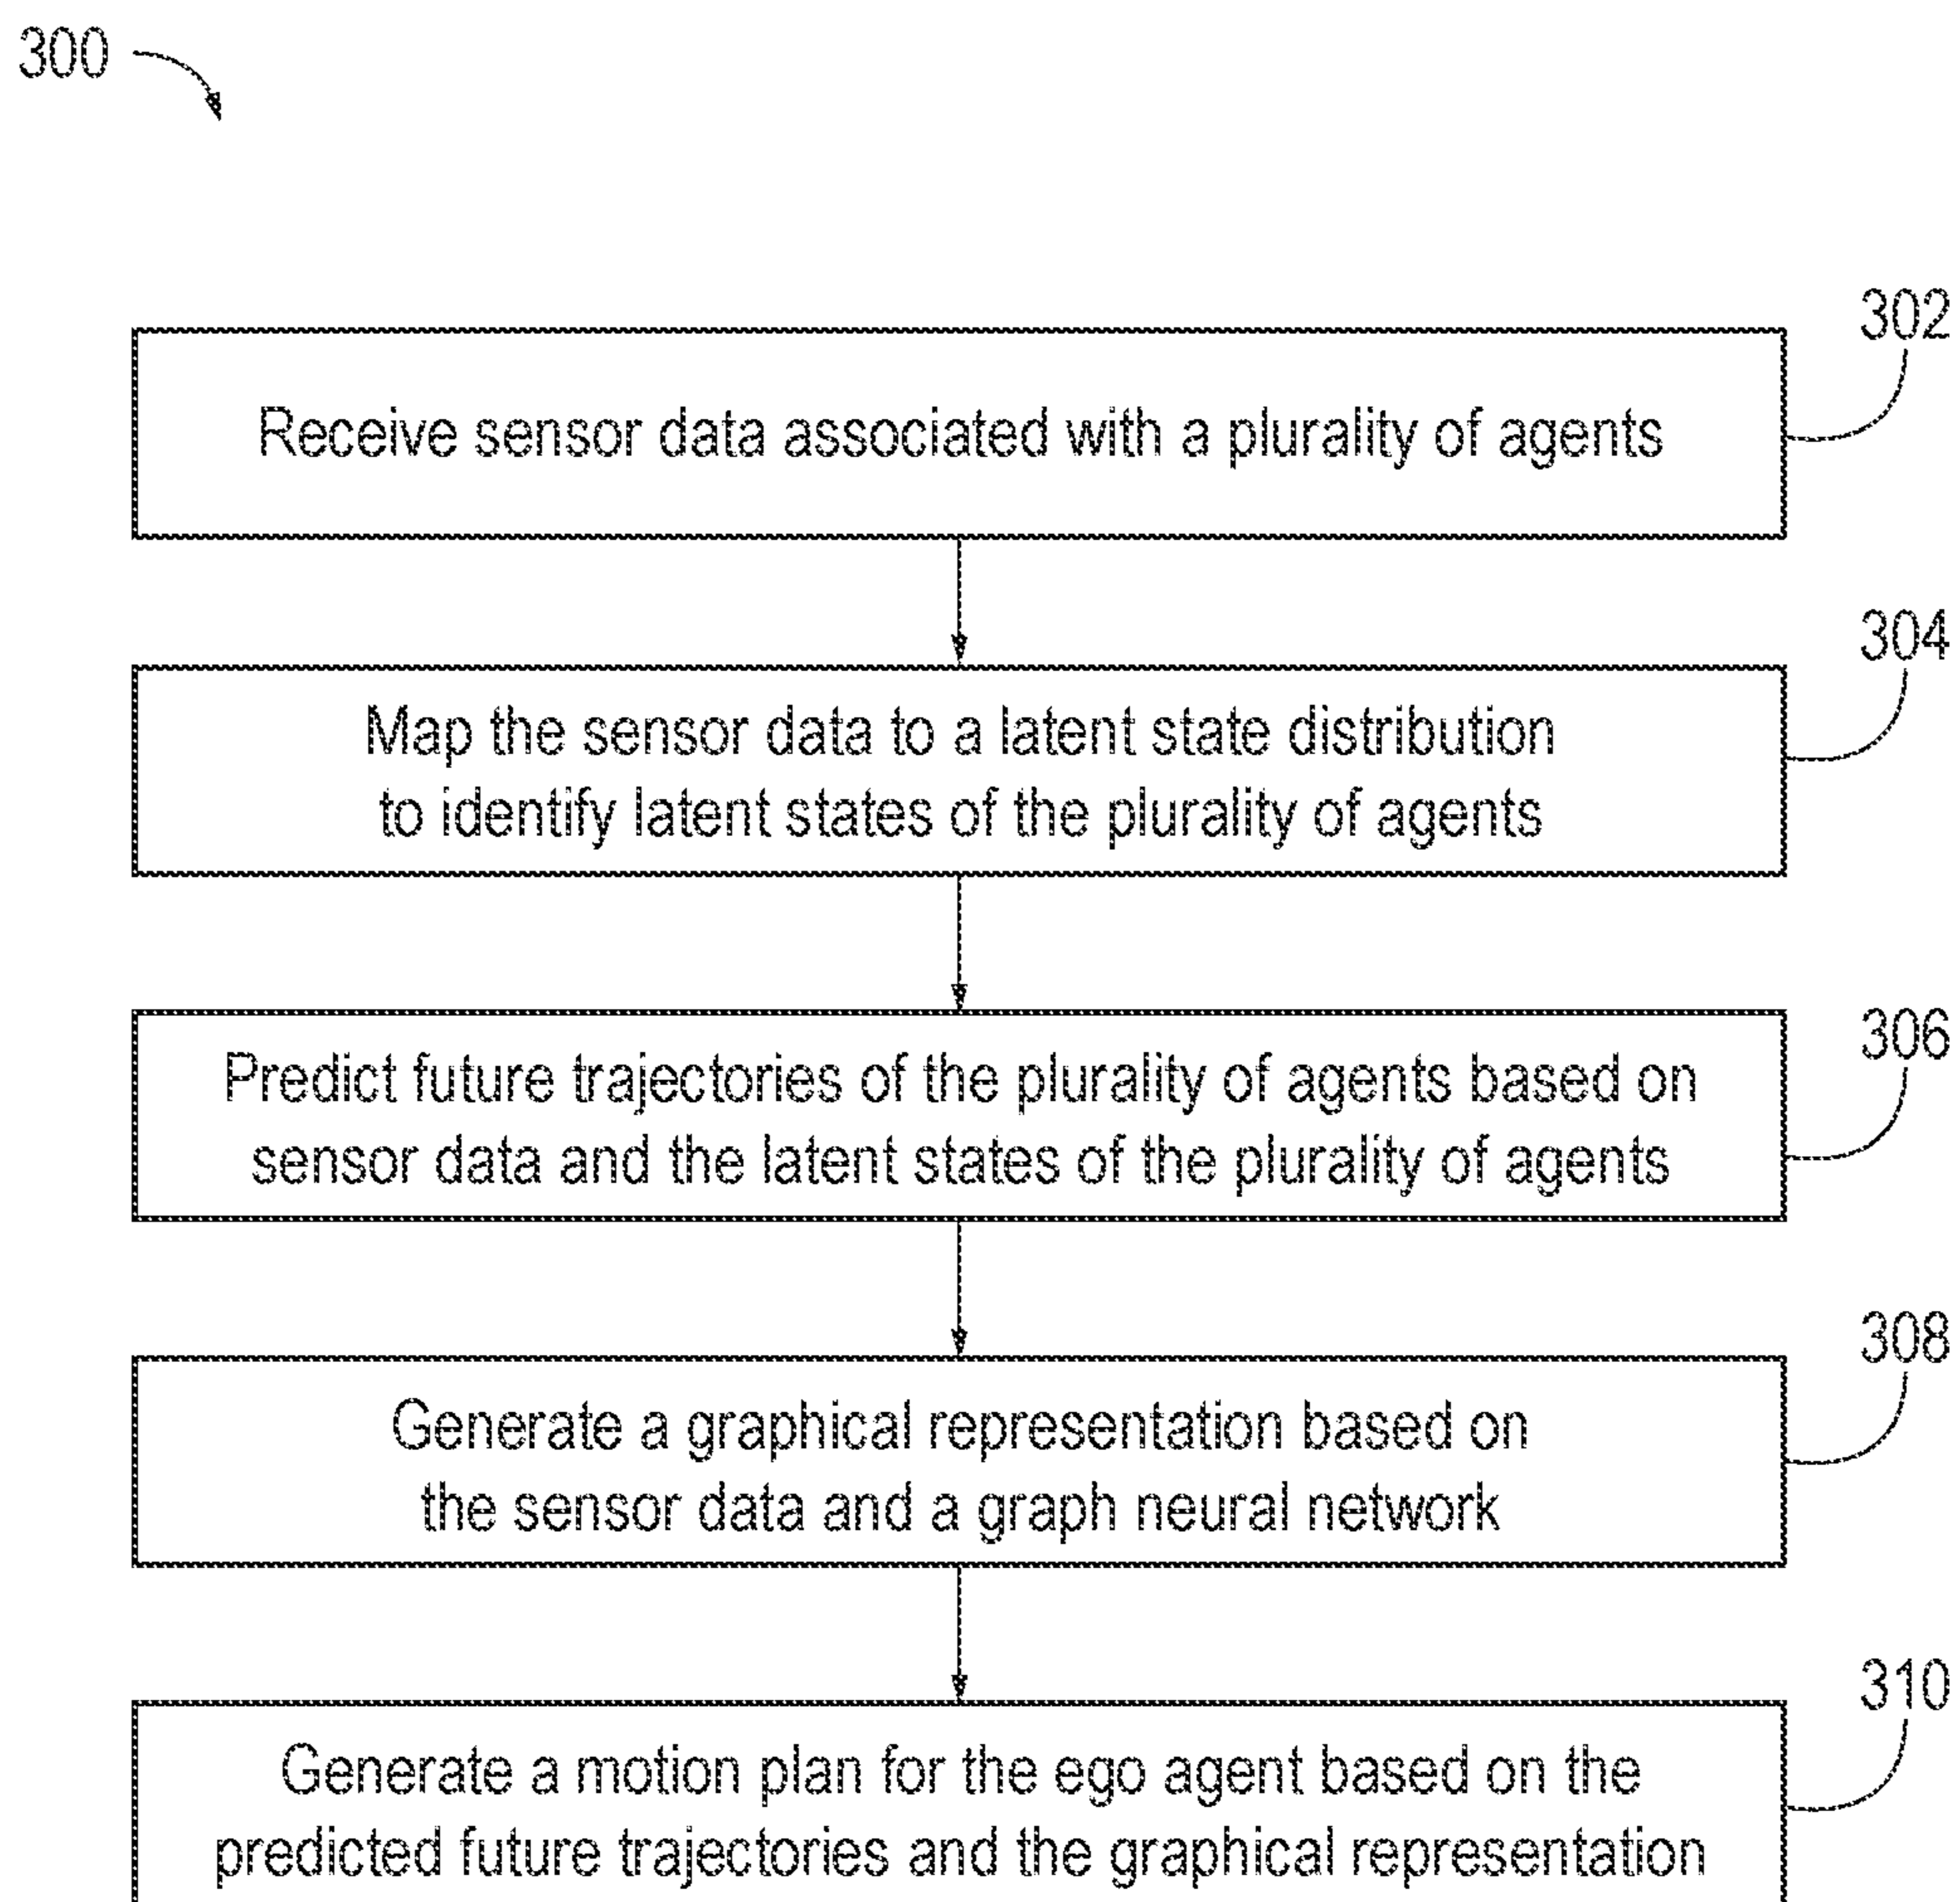 300
302
Receive sensor data associated with a plurality of agents
304
Map the sensor data to a latent state distribution
to identify latent states of the plurality of agents
306
Predict future trajectories of the plurality of agents based on
sensor data and the latent states of the plurality of agents
308
Generate a graphical representation based on
the sensor data and a graph neural network
310
Generate a motion plan for the ego agent based on the
predicted future trajectories and the graphical representation